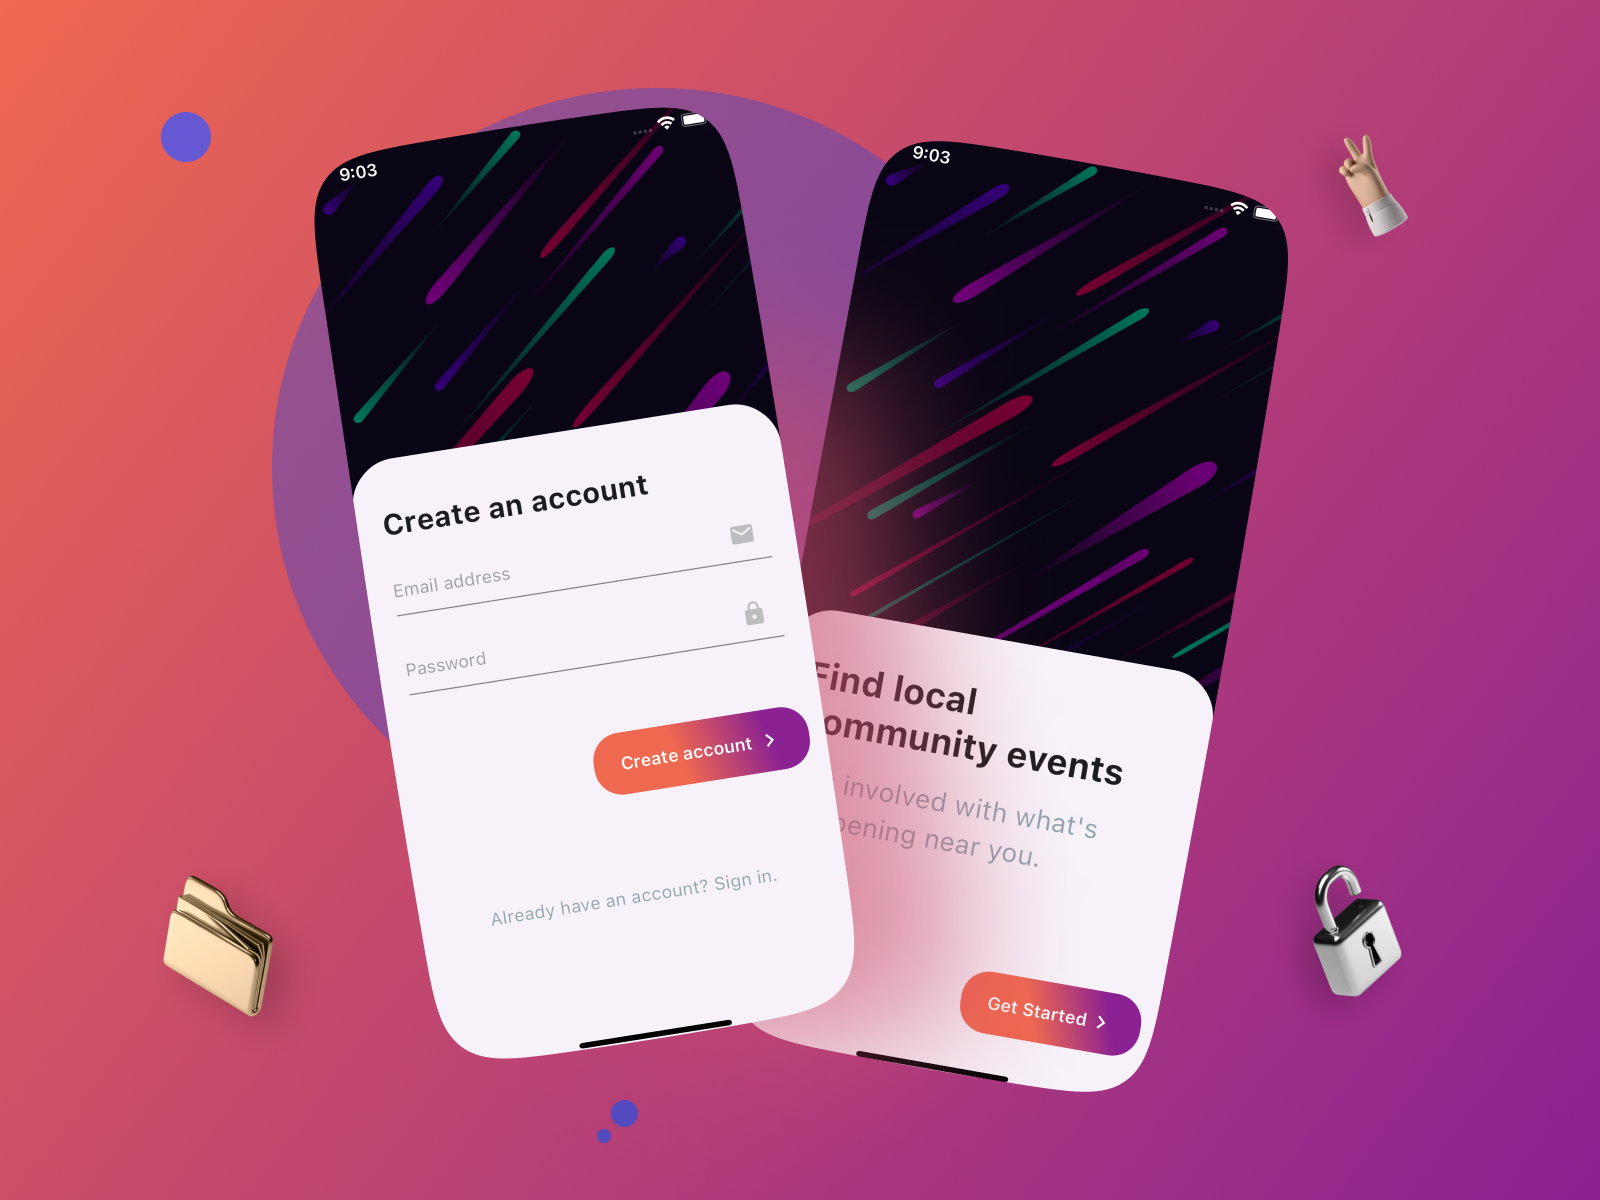 9:03
Create an account
Email address
Password
Create account
Already have an account? Sign in.
9:03
Find local
ommunity events
involved with what's
pening near you.
Get Started